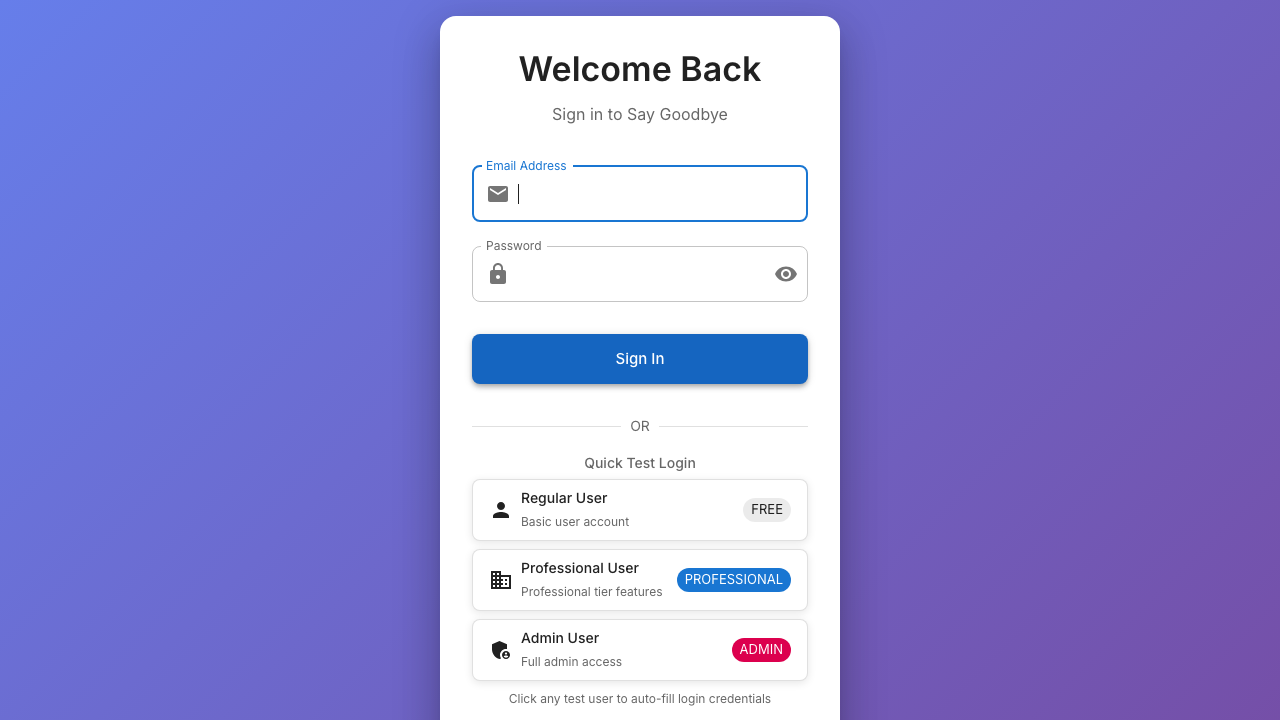 Welcome Back
Sign in to Say Goodbye
Email Address
Password
Sign In
OR
Quick Test Login
Regular User
Basic user account
FREE
Professional User
Professional tier features
PROFESSIONAL
Admin User
Full admin access
ADMIN
Click any test user to auto-fill login credentials